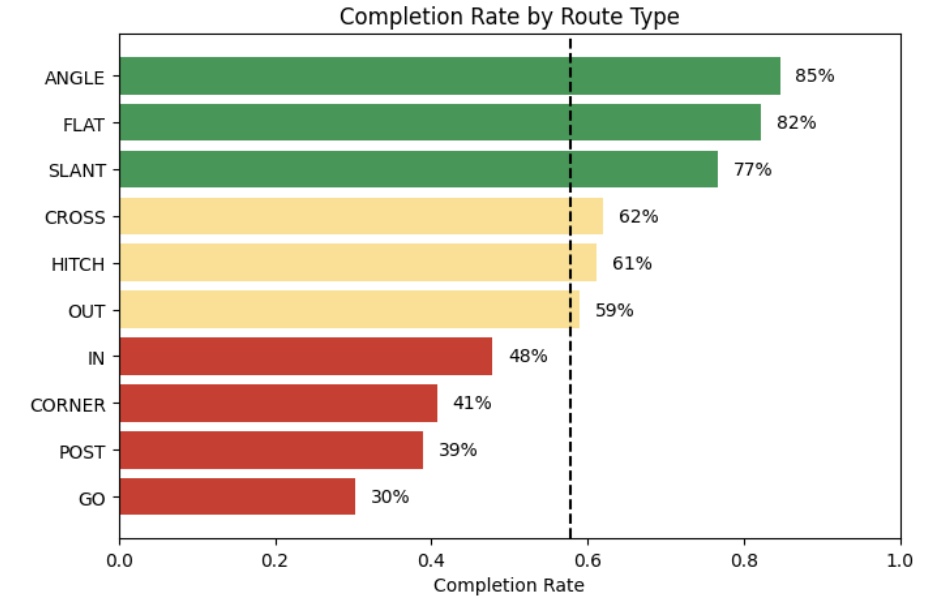 Completion Rate by Route Type
ANGLE 85%
FLAT 82%
SLANT 77%
CROSS 62%
HITCH 61%
OUT 59%
IN 48%
CORNER 41%
POST 39%
GO 30%
0.0 0.2 0.4 0.6 0.8 1.0
Completion Rate